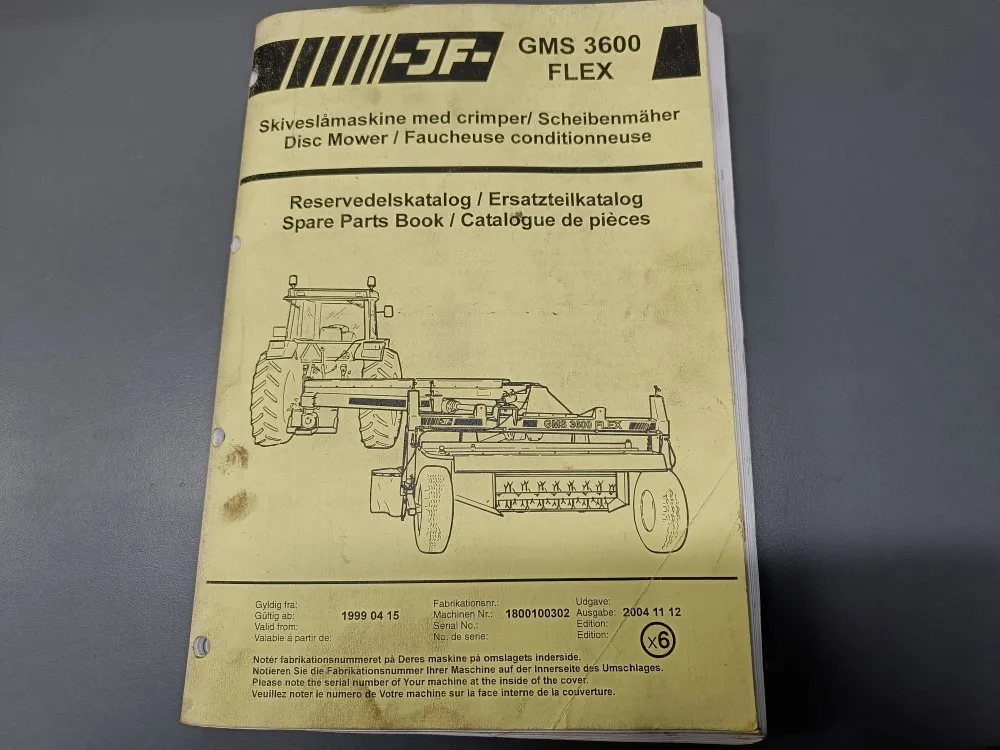 -JF-
GMS 3600
FLEX
Skiveslåmaskine med crimper/ Scheibenmäher
Disc Mower / Faucheuse conditionneuse
Reservedelskatalog / Ersatzteilkatalog
Spare Parts Book / Catalogue de pièces
-JF-
GMS 3600 FLEX
Gyldig fra:
Gültig ab:
Valid from:
Valable à partir de:
1999 04 15
Fabrikationsnr.:
Machinen Nr.:
Serial No.:
No. de serie:
1800100302
Udgave:
Ausgabe:
Edition:
Edition:
2004 11 12
x6
Notér fabrikationsnummeret på Deres maskine på omslagets inderside.
Notieren Sie die Fabrikationsnummer Ihrer Maschine auf der Innerseite des Umschlages.
Please note the serial number of Your machine at the inside of the cover.
Veuillez noter le numero de Votre machine sur la face interne de la couverture.